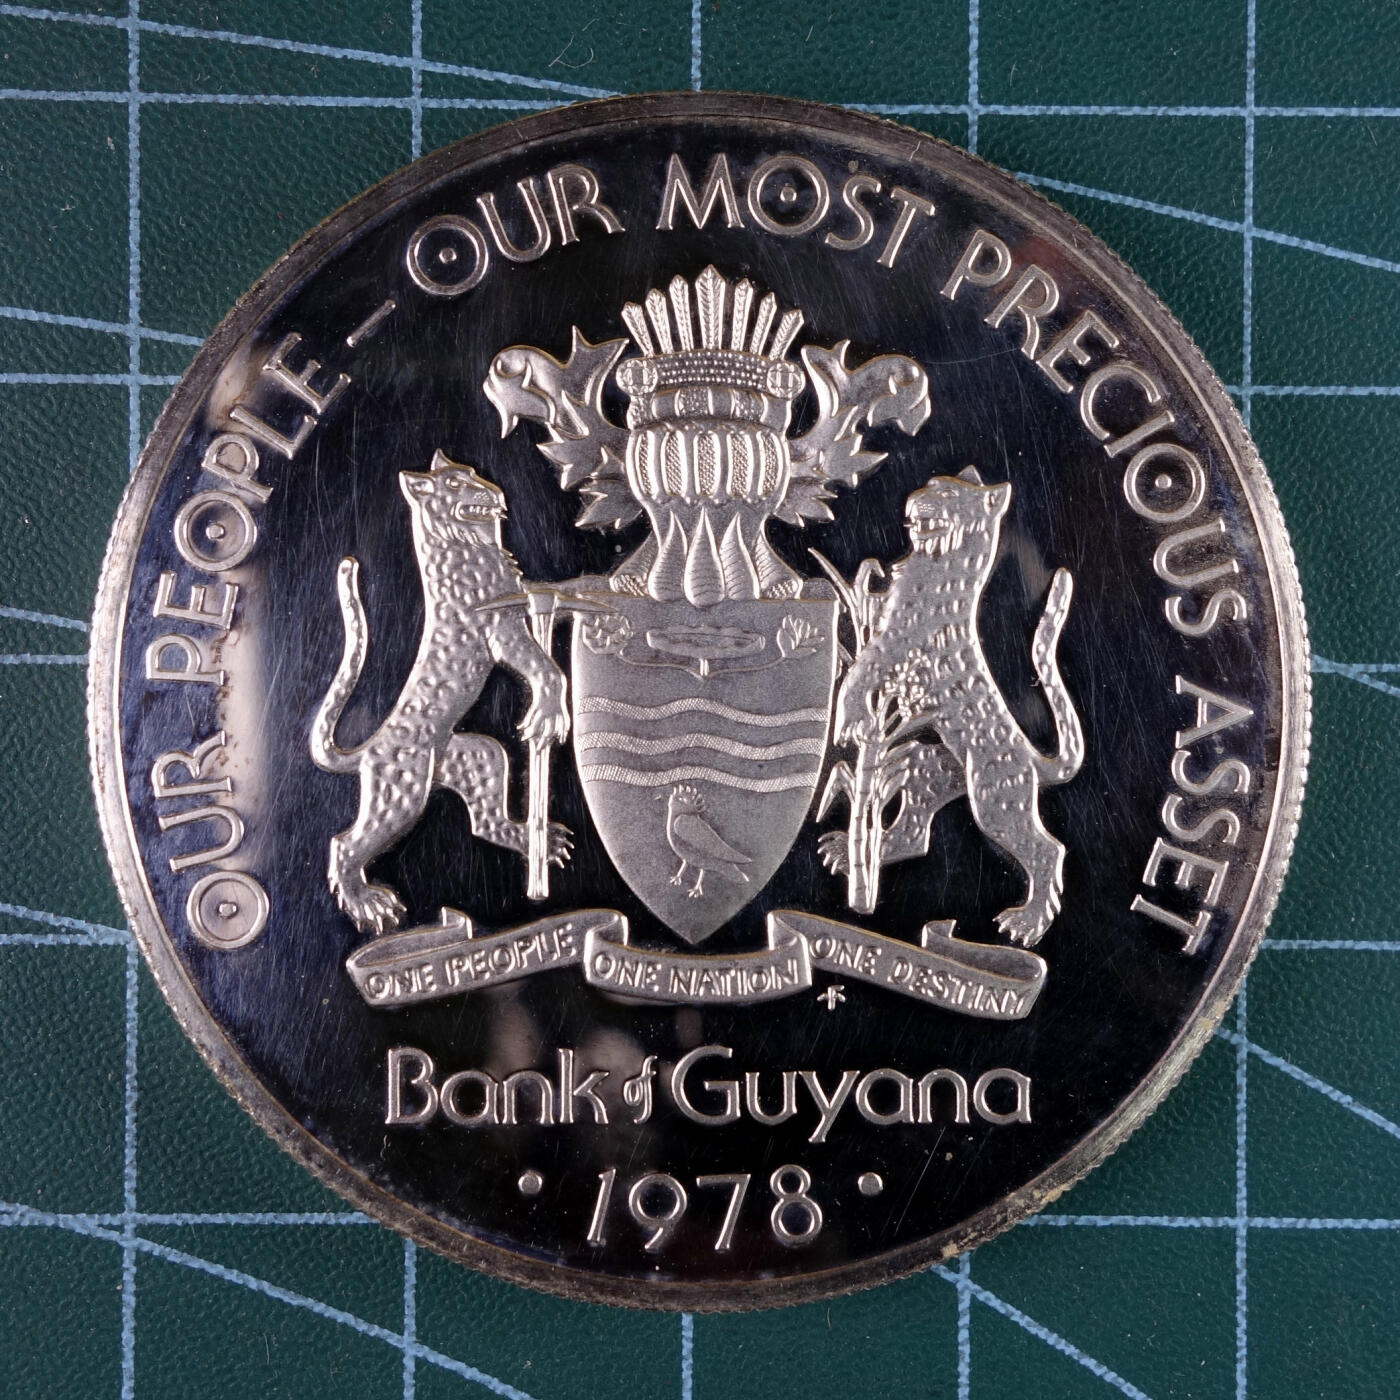 OUR PEOPLE – OUR MOST PRECIOUS ASSET
ONE PEOPLE ONE NATION ONE DESTINY
Bank of Guyana
• 1978 •